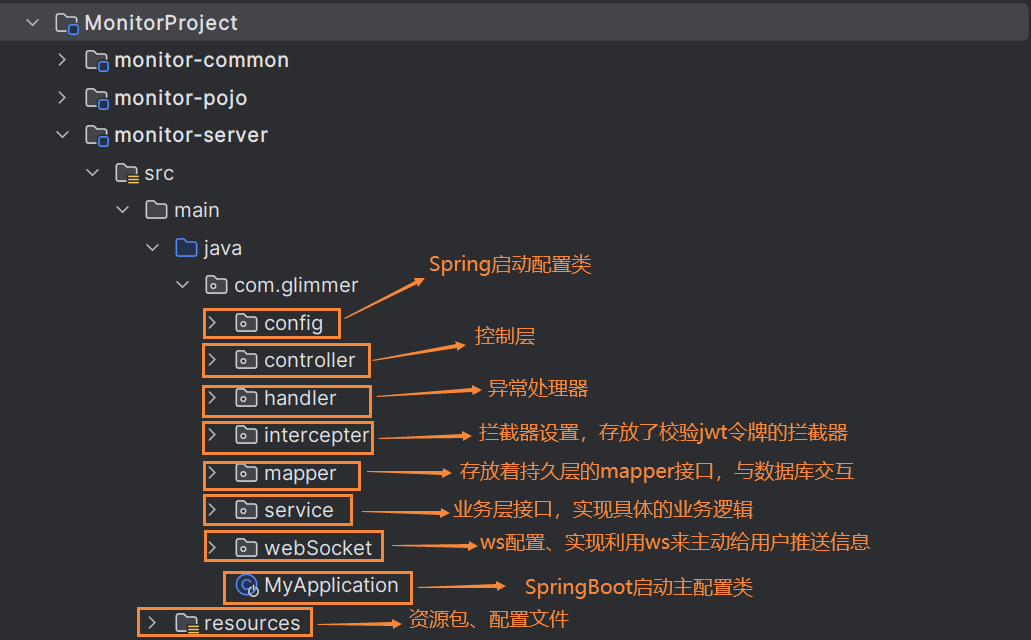 MonitorProject
monitor-common
monitor-pojo
monitor-server
src
main
java
com.glimmer
Spring启动配置类
config
控制层
controller
异常处理器
handler
拦截器设置，存放了校验jwt令牌的拦截器
intercepter
存放着持久层的mapper接口，与数据库交互
mapper
业务层接口，实现具体的业务逻辑
service
ws配置、实现利用ws来主动给用户推送信息
webSocket
MyApplication
SpringBoot启动主配置类
resources
资源包、配置文件